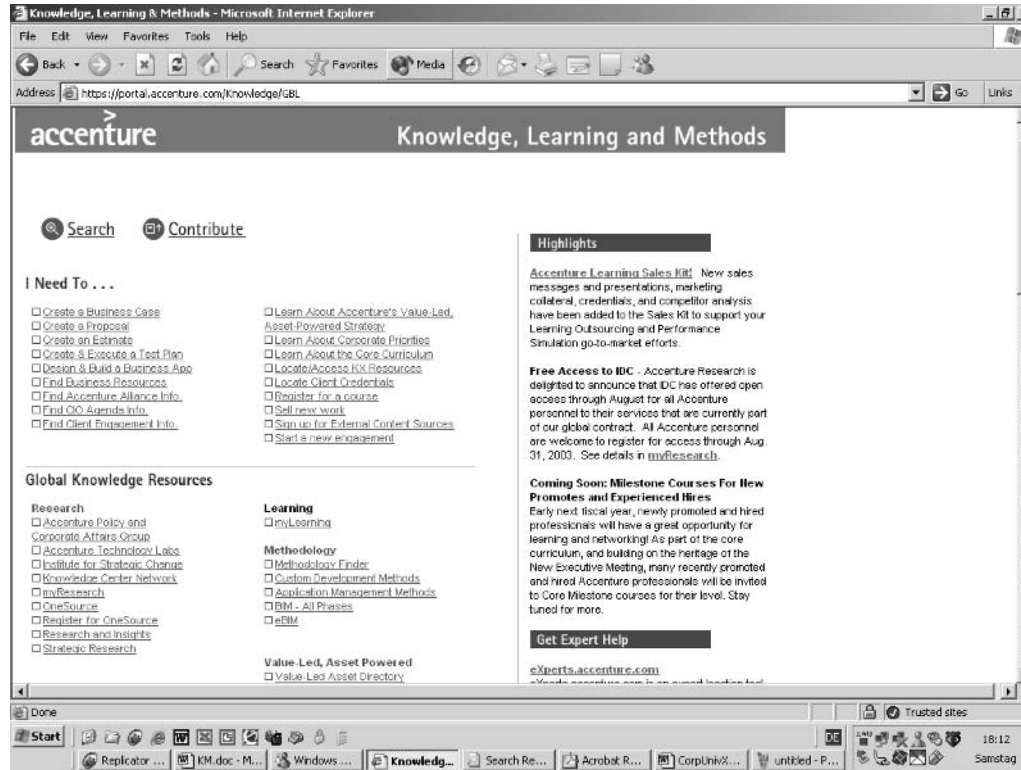 Knowledge, Learning & Methods - Microsoft Internet Explorer
File Edit View Favorites Tools Help
Back Search Favorites Media
Address https://portal.accenture.com/Knowledge/GBL Go Links
>
accenture Knowledge, Learning and Methods
Search Contribute
I Need To . . .
Create a Business Case
Create a Proposal
Create an Estimate
Create & Execute a Test Plan
Design & Build a Business App
Find Business Resources
Find Accenture Alliance Info.
Find CIO Agenda Info.
Find Client Engagement Info.
Learn About Accenture's Value-Led,
Asset-Powered Strategy
Learn About Corporate Priorities
Learn About the Core Curriculum
Locate/Access KX Resources
Locate Client Credentials
Register for a course
Sell new work
Sign up for External Content Sources
Start a new engagement
Global Knowledge Resources
Research
Accenture Policy and
Corporate Affairs Group
Accenture Technology Labs
Institute for Strategic Change
Knowledge Center Network
myResearch
OneSource
Register for OneSource
Research and Insights
Strategic Research
Learning
myLearning
Methodology
Methodology Finder
Custom Development Methods
Application Management Methods
BIM - All Phases
eBIM
Value-Led, Asset Powered
Value-Led Asset Directory
Highlights
Accenture Learning Sales Kit! New sales
messages and presentations, marketing
collateral, credentials, and competitor analysis
have been added to the Sales Kit to support your
Learning Outsourcing and Performance
Simulation go-to-market efforts.
Free Access to IDC - Accenture Research is
delighted to announce that IDC has offered open
access through August for all Accenture
personnel to their services that are currently part
of our global contract. All Accenture personnel
are welcome to register for access through Aug.
31, 2003. See details in myResearch.
Coming Soon: Milestone Courses For New
Promotes and Experienced Hires
Early next fiscal year, newly promoted and hired
professionals will have a great opportunity for
learning and networking! As part of the core
curriculum, and building on the heritage of the
New Executive Meeting, many recently promoted
and hired Accenture professionals will be invited
to Core Milestone courses for their level. Stay
tuned for more.
Get Expert Help
eXperts.accenture.com
Done Trusted sites
Start DE 18:12
Replicator ... KM.doc - M... Windows ... Knowledg... Search Re... Acrobat R... CorpUnivX... untitled - P... Samstag